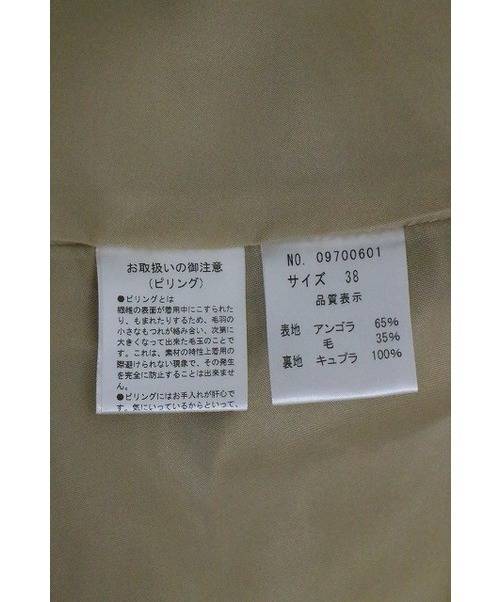 お取扱いの御注意
(ピリング)
●ピリングとは
繊維の表面が着用中にこすられた
り、もまれたりするため、毛羽の
小さなもつれが絡み合い、次第に
大きくなって出来た毛玉のことで
す。これは、素材の特性上着用の
際避けられない現象で、その発生
を完全に防止することは出来ませ
ん。
●ピリングにはお手入れが肝心で
す。気にいっているからといって、
NO. 09700601
サイズ 38
品質表示
表地 アンゴラ 65%
毛 35%
裏地 キュプラ 100%